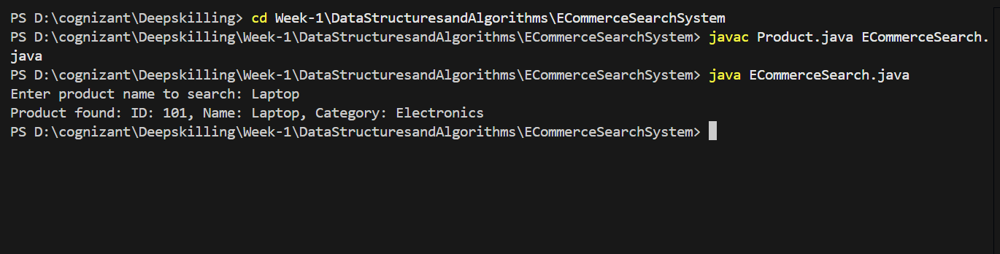 PS D:\cognizant\Deepskilling> cd Week-1\DataStructuresandAlgorithms\ECommerceSearchSystem
PS D:\cognizant\Deepskilling\Week-1\DataStructuresandAlgorithms\ECommerceSearchSystem> javac Product.java ECommerceSearch.
java
PS D:\cognizant\Deepskilling\Week-1\DataStructuresandAlgorithms\ECommerceSearchSystem> java ECommerceSearch.java
Enter product name to search: Laptop
Product found: ID: 101, Name: Laptop, Category: Electronics
PS D:\cognizant\Deepskilling\Week-1\DataStructuresandAlgorithms\ECommerceSearchSystem>